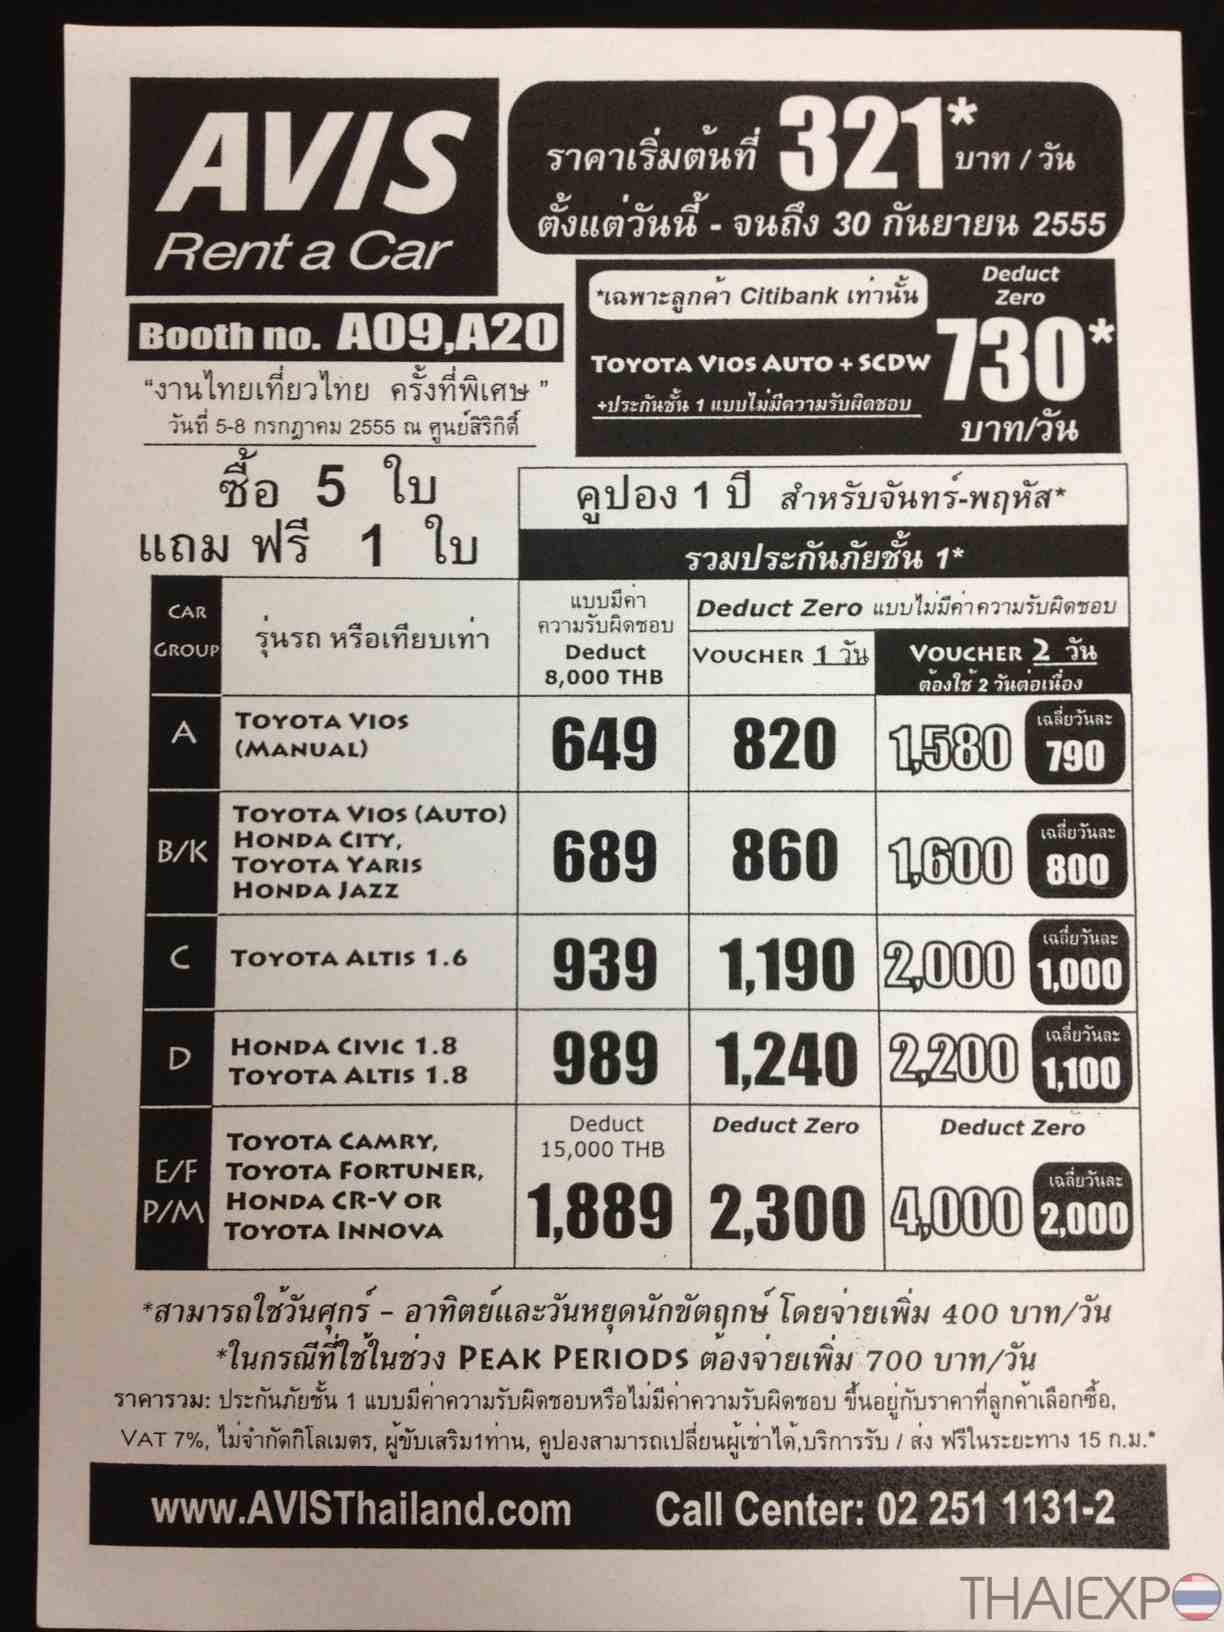 AVIS
Rent a Car
ราคาเริ่มต้นที่ 321* บาท / วัน
ตั้งแต่วันนี้ - จนถึง 30 กันยายน 2555
Booth no. A09,A20
"งานไทยเที่ยวไทย ครั้งที่พิเศษ"
วันที่ 5-8 กรกฎาคม 2555 ณ ศูนย์สิริกิติ์
*เฉพาะลูกค้า Citibank เท่านั้น
TOYOTA VIOS AUTO + SCDW
+ประกันชั้น 1 แบบไม่มีความรับผิดชอบ
Deduct
Zero
730*
บาท/วัน
ซื้อ 5 ใบ
แถม ฟรี 1 ใบ
คูปอง 1 ปี สำหรับจันทร์-พฤหัส*
รวมประกันภัยชั้น 1*
CAR
GROUP
รุ่นรถ หรือเทียบเท่า
แบบมีค่า
ความรับผิดชอบ
Deduct
8,000 THB
Deduct Zero แบบไม่มีค่าความรับผิดชอบ
VOUCHER 1 วัน
VOUCHER 2 วัน
ต้องใช้ 2 วันต่อเนื่อง
A
TOYOTA VIOS
(MANUAL)
649
820
1,580
เฉลี่ยวันละ
790
B/K
TOYOTA VIOS (AUTO)
HONDA CITY,
TOYOTA YARIS
HONDA JAZZ
689
860
1,600
เฉลี่ยวันละ
800
C
TOYOTA ALTIS 1.6
939
1,190
2,000
เฉลี่ยวันละ
1,000
D
HONDA CIVIC 1.8
TOYOTA ALTIS 1.8
989
1,240
2,200
เฉลี่ยวันละ
1,100
E/F
P/M
TOYOTA CAMRY,
TOYOTA FORTUNER,
HONDA CR-V OR
TOYOTA INNOVA
Deduct
15,000 THB
1,889
Deduct Zero
2,300
Deduct Zero
4,000
เฉลี่ยวันละ
2,000
*สามารถใช้วันศุกร์ - อาทิตย์และวันหยุดนักขัตฤกษ์ โดยจ่ายเพิ่ม 400 บาท/วัน
*ในกรณีที่ใช้ในช่วง PEAK PERIODS ต้องจ่ายเพิ่ม 700 บาท/วัน
ราคารวม: ประกันภัยชั้น 1 แบบมีค่าความรับผิดชอบหรือไม่มีค่าความรับผิดชอบ ขึ้นอยู่กับราคาที่ลูกค้าเลือกซื้อ,
VAT 7%, ไม่จำกัดกิโลเมตร, ผู้ขับเสริม1ท่าน, คูปองสามารถเปลี่ยนผู้เช่าได้,บริการรับ / ส่ง ฟรีในระยะทาง 15 ก.ม.*
www.AVISThailand.com
Call Center: 02 251 1131-2
THAIEXPO